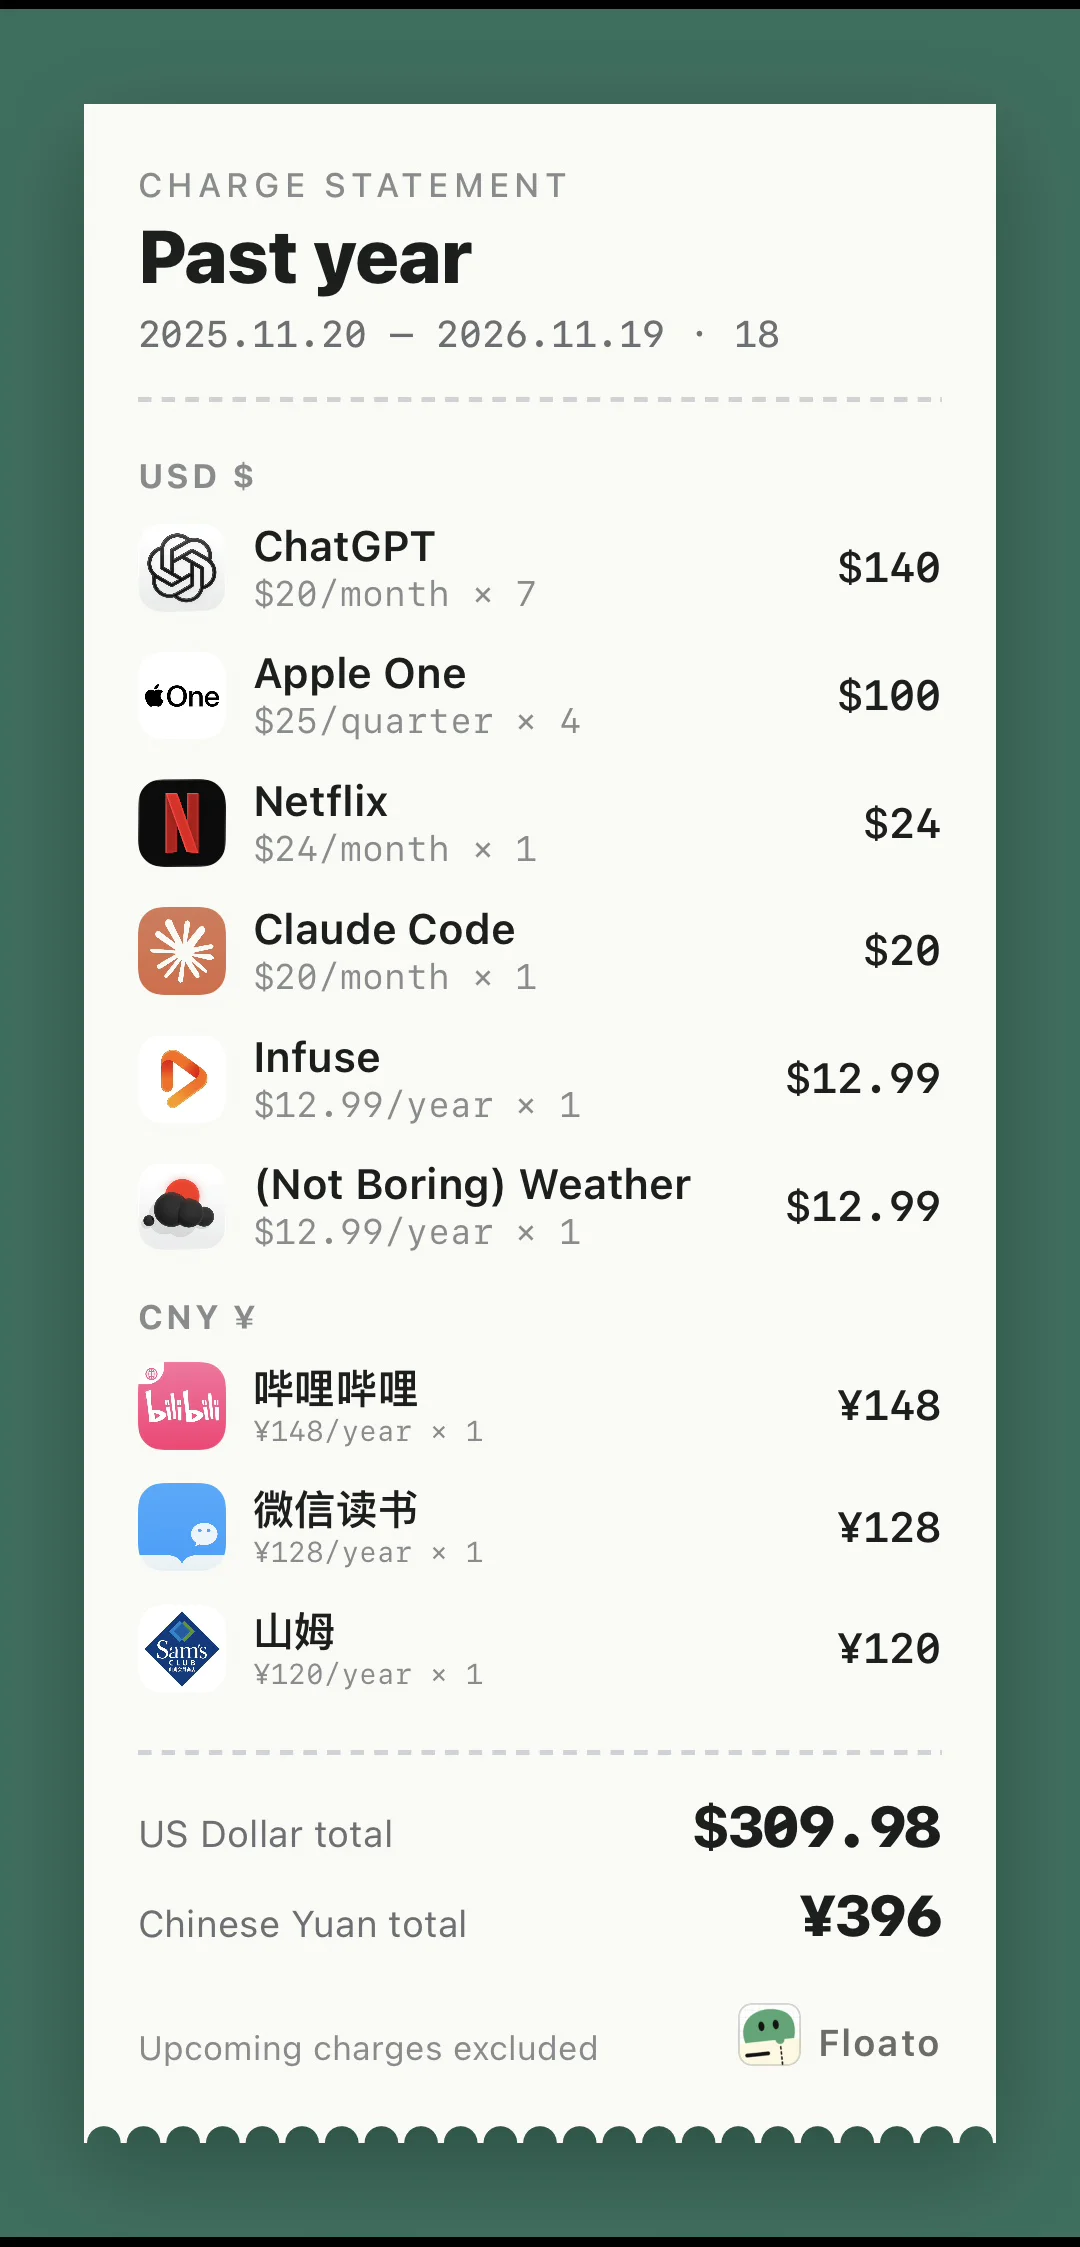 CHARGE STATEMENT
Past year
2025.11.20 — 2026.11.19 · 18
USD $
ChatGPT
$20/month × 7
$140
One
Apple One
$25/quarter × 4
$100
Netflix
$24/month × 1
$24
Claude Code
$20/month × 1
$20
Infuse
$12.99/year × 1
$12.99
(Not Boring) Weather
$12.99/year × 1
$12.99
CNY ¥
bilibili
哔哩哔哩
¥148/year × 1
¥148
微信读书
¥128/year × 1
¥128
Sam's
CLUB
山姆
¥120/year × 1
¥120
US Dollar total
$309.98
Chinese Yuan total
¥396
Upcoming charges excluded
Floato